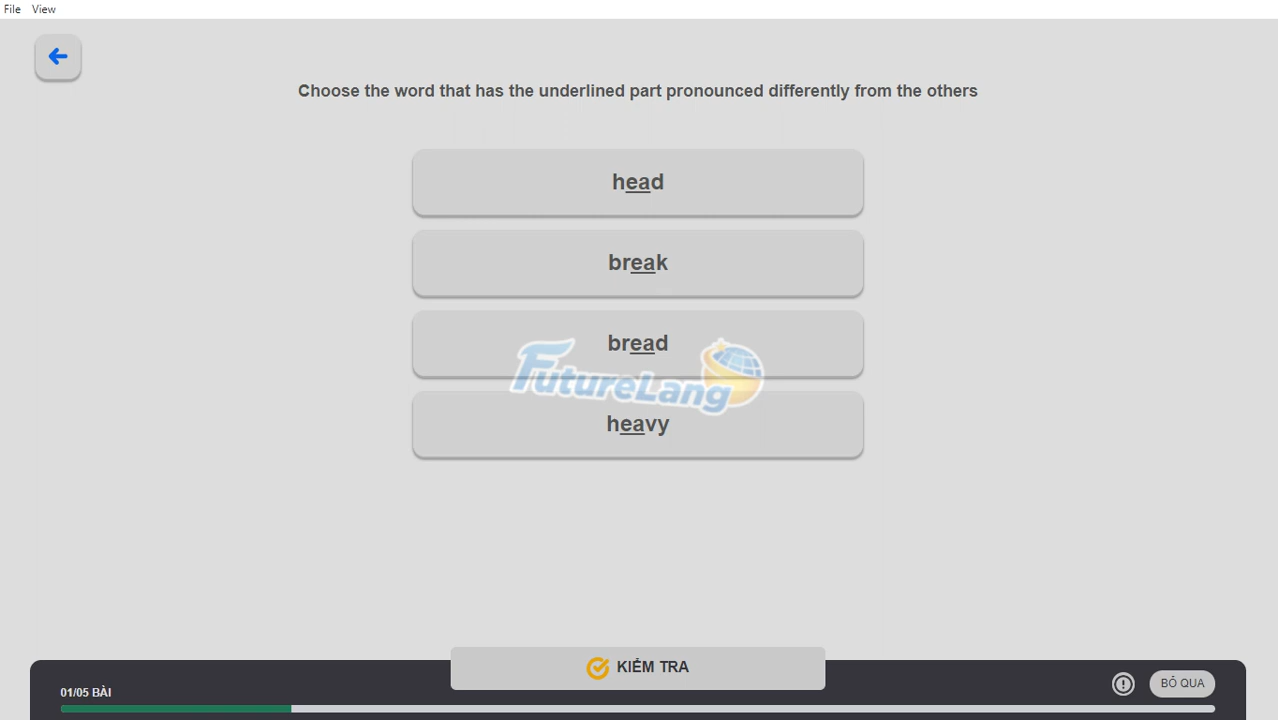 File View
Choose the word that has the underlined part pronounced differently from the others
head
break
bread
FutureLang
heavy
KIỂM TRA
01/05 BÀI
BỎ QUA